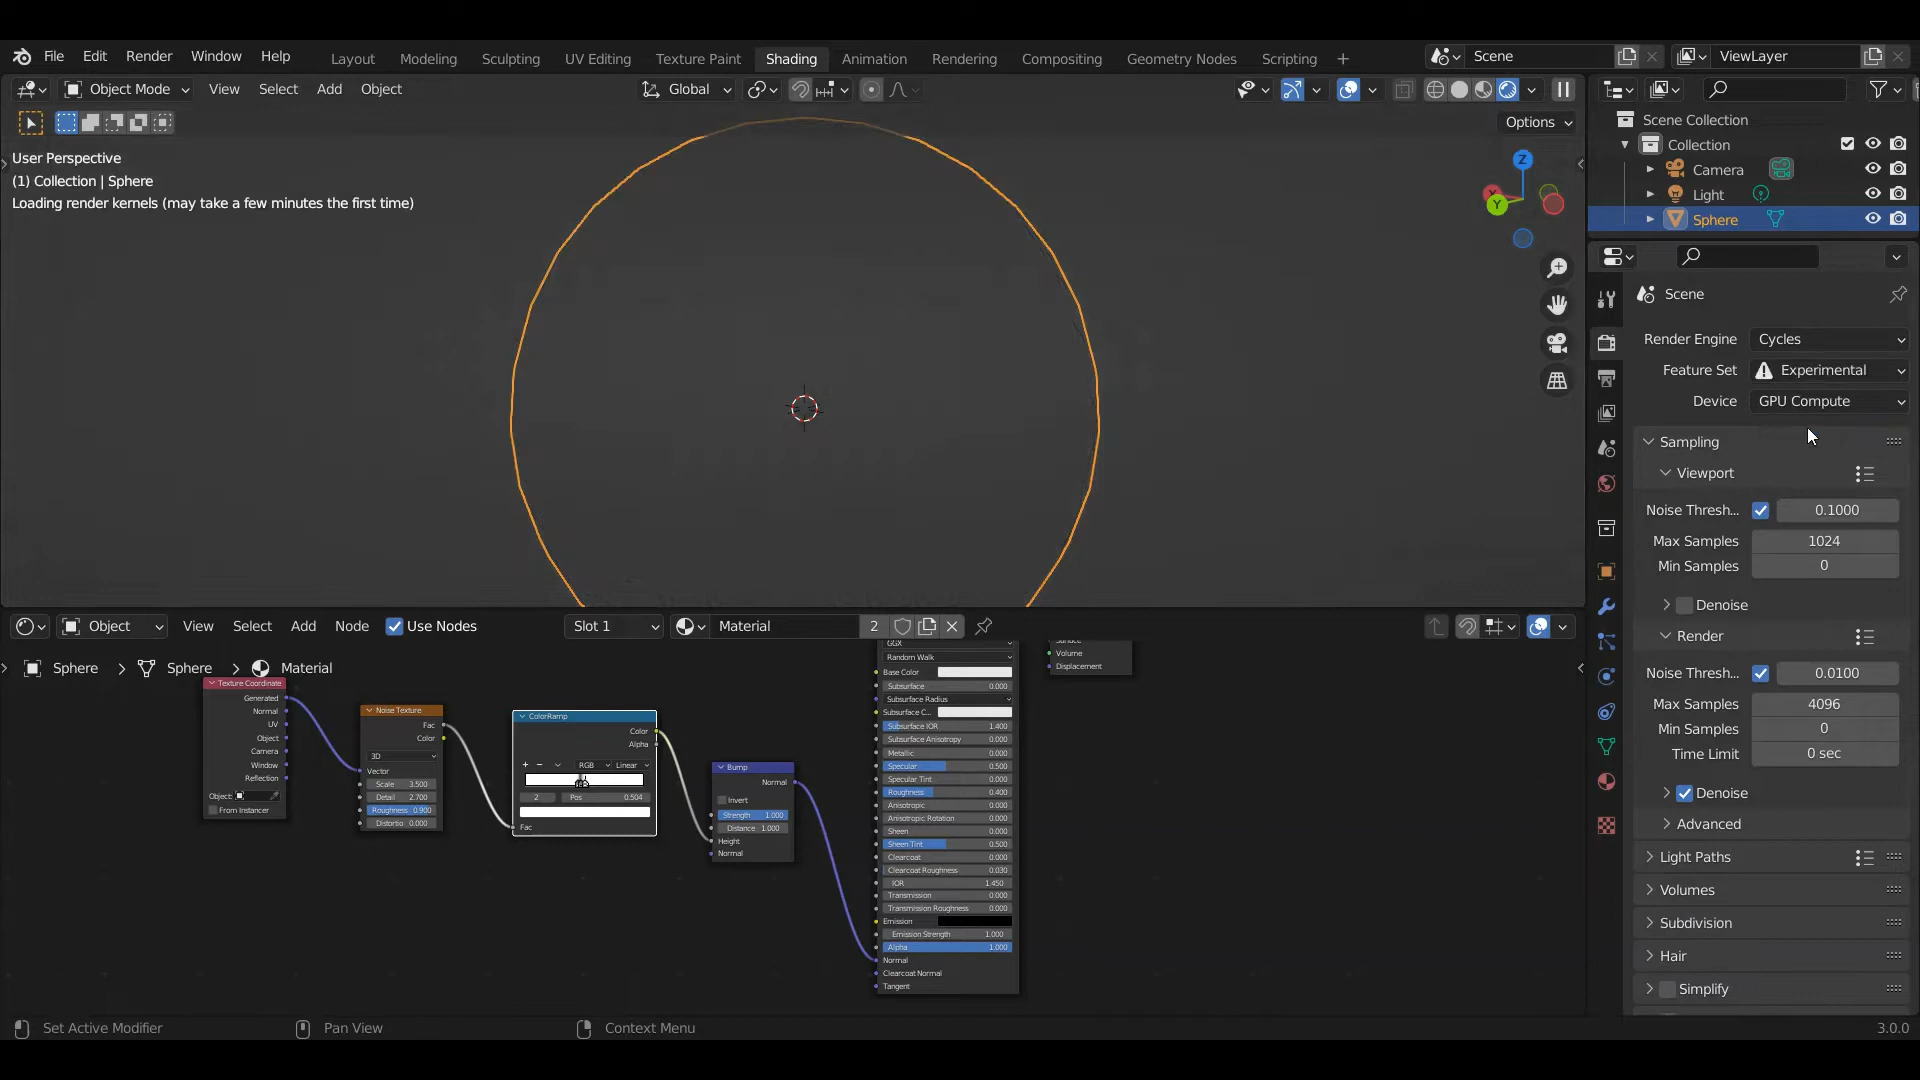 File Edit Render Window Help Layout Modeling Sculpting UV Editing Texture Paint Shading Animation Rendering Compositing Geometry Nodes Scripting + Scene ViewLayer
Object Mode View Select Add Object Global
Options
User Perspective
(1) Collection | Sphere
Loading render kernels (may take a few minutes the first time)
Z
X
Y
Scene Collection
Collection
Camera
Light
Sphere
Scene
Render Engine Cycles
Feature Set Experimental
Device GPU Compute
Sampling
Viewport
Noise Thresh... 0.1000
Max Samples 1024
Min Samples 0
Denoise
Render
Noise Thresh... 0.0100
Max Samples 4096
Min Samples 0
Time Limit 0 sec
Denoise
Advanced
Light Paths
Volumes
Subdivision
Hair
Simplify
Object View Select Add Node Use Nodes Slot 1 Material 2
Sphere > Sphere > Material
Texture Coordinate
Generated
Normal
UV
Object
Camera
Window
Reflection
Object:
From Instancer
Noise Texture
Fac
Color
3D
Vector
Scale 3.500
Detail 2.700
Roughness 0.900
Distortio 0.000
ColorRamp
Color
Alpha
+ − RGB Linear
2 Pos 0.504
Fac
Bump
Normal
Invert
Strength 1.000
Distance 1.000
Height
Normal
GGX
Random Walk
Base Color
Subsurface 0.000
Subsurface Radius
Subsurface C...
Subsurface IOR 1.400
Subsurface Anisotropy 0.000
Metallic 0.000
Specular 0.500
Specular Tint 0.000
Roughness 0.400
Anisotropic 0.000
Anisotropic Rotation 0.000
Sheen 0.000
Sheen Tint 0.500
Clearcoat 0.000
Clearcoat Roughness 0.030
IOR 1.450
Transmission 0.000
Transmission Roughness 0.000
Emission
Emission Strength 1.000
Alpha 1.000
Normal
Clearcoat Normal
Tangent
Surface
Volume
Displacement
Set Active Modifier Pan View Context Menu 3.0.0